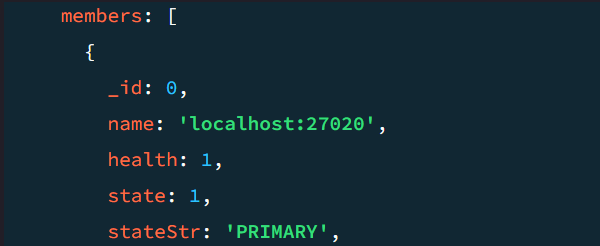 members: [
{
_id: 0,
name: 'localhost:27020',
health: 1,
state: 1,
stateStr: 'PRIMARY',